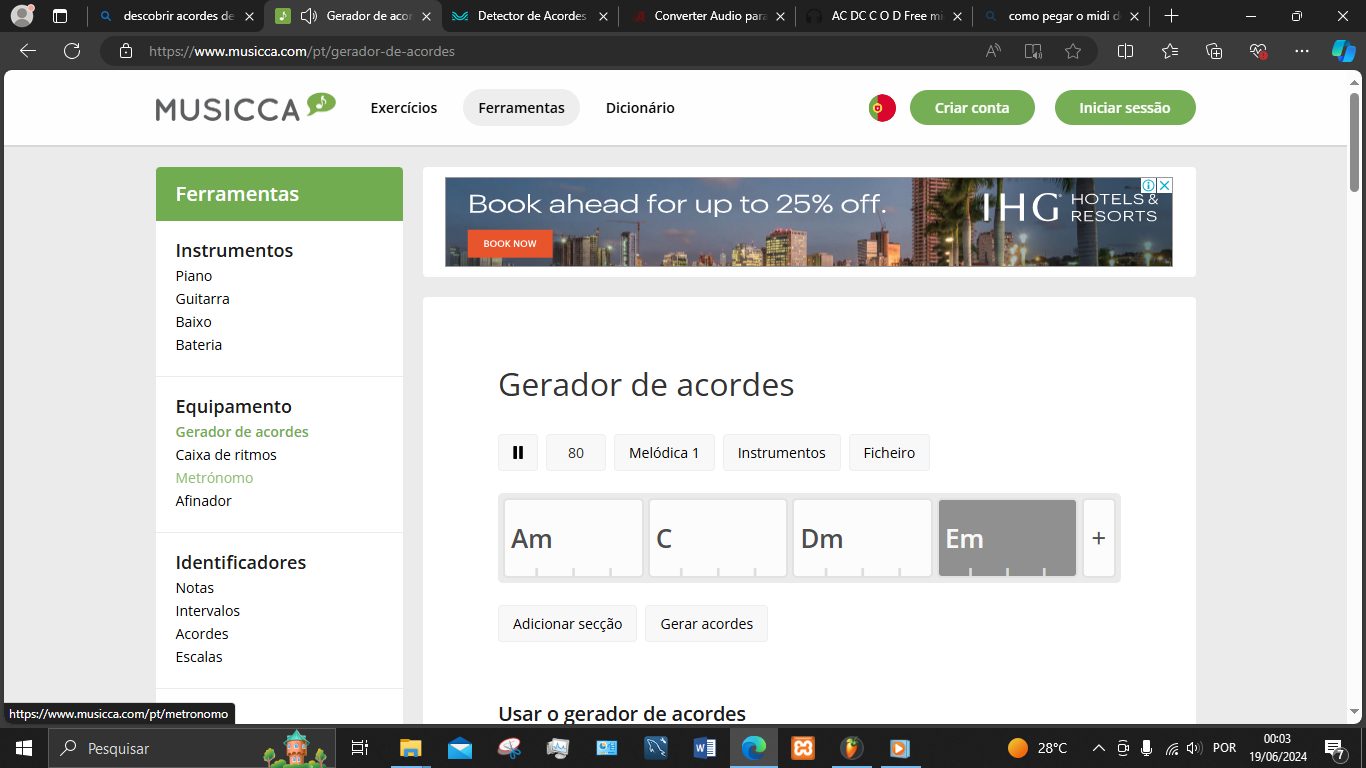 descobrir acordes de
Gerador de acor
Detector de Acordes
Converter Audio para
AC DC C O D Free mi
como pegar o midi d
https://www.musicca.com/pt/gerador-de-acordes
MUSICCA
Exercícios
Ferramentas
Dicionário
Criar conta
Iniciar sessão
Ferramentas
Instrumentos
Piano
Guitarra
Baixo
Bateria
Equipamento
Gerador de acordes
Caixa de ritmos
Metrónomo
Afinador
Identificadores
Notas
Intervalos
Acordes
Escalas
Book ahead for up to 25% off.
BOOK NOW
IHG HOTELS &
RESORTS
Gerador de acordes
80
Melódica 1
Instrumentos
Ficheiro
Am
C
Dm
Em
+
Adicionar secção
Gerar acordes
Usar o gerador de acordes
https://www.musicca.com/pt/metronomo
Pesquisar
28°C
POR
00:03
19/06/2024
7